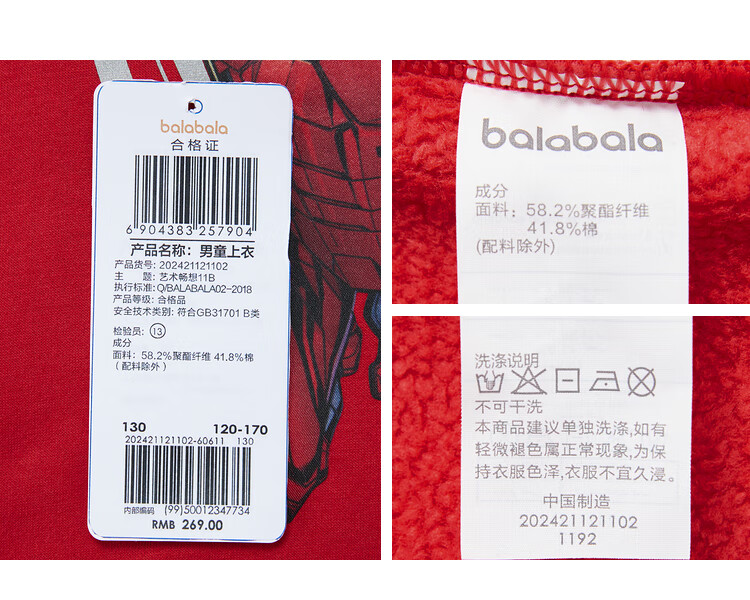 balabala
合格证
6 904383 257904
产品名称: 男童上衣
产品货号: 202421121102
主 题: 艺术畅想11B
执行标准: Q/BALABALA02-2018
产品等级: 合格品
安全技术类别: 符合GB31701 B类
检验员: 13
成分
面料: 58.2%聚酯纤维 41.8%棉
(配料除外)
130 120-170
202421121102-60611 130
内部编码 (99)50012347734
RMB 269.00
balabala
成分
面料: 58.2%聚酯纤维
41.8%棉
(配料除外)
洗涤说明
不可干洗
本商品建议单独洗涤,如有
轻微褪色属正常现象,为保
持衣服色泽,衣服不宜久浸。
中国制造
202421121102
1192